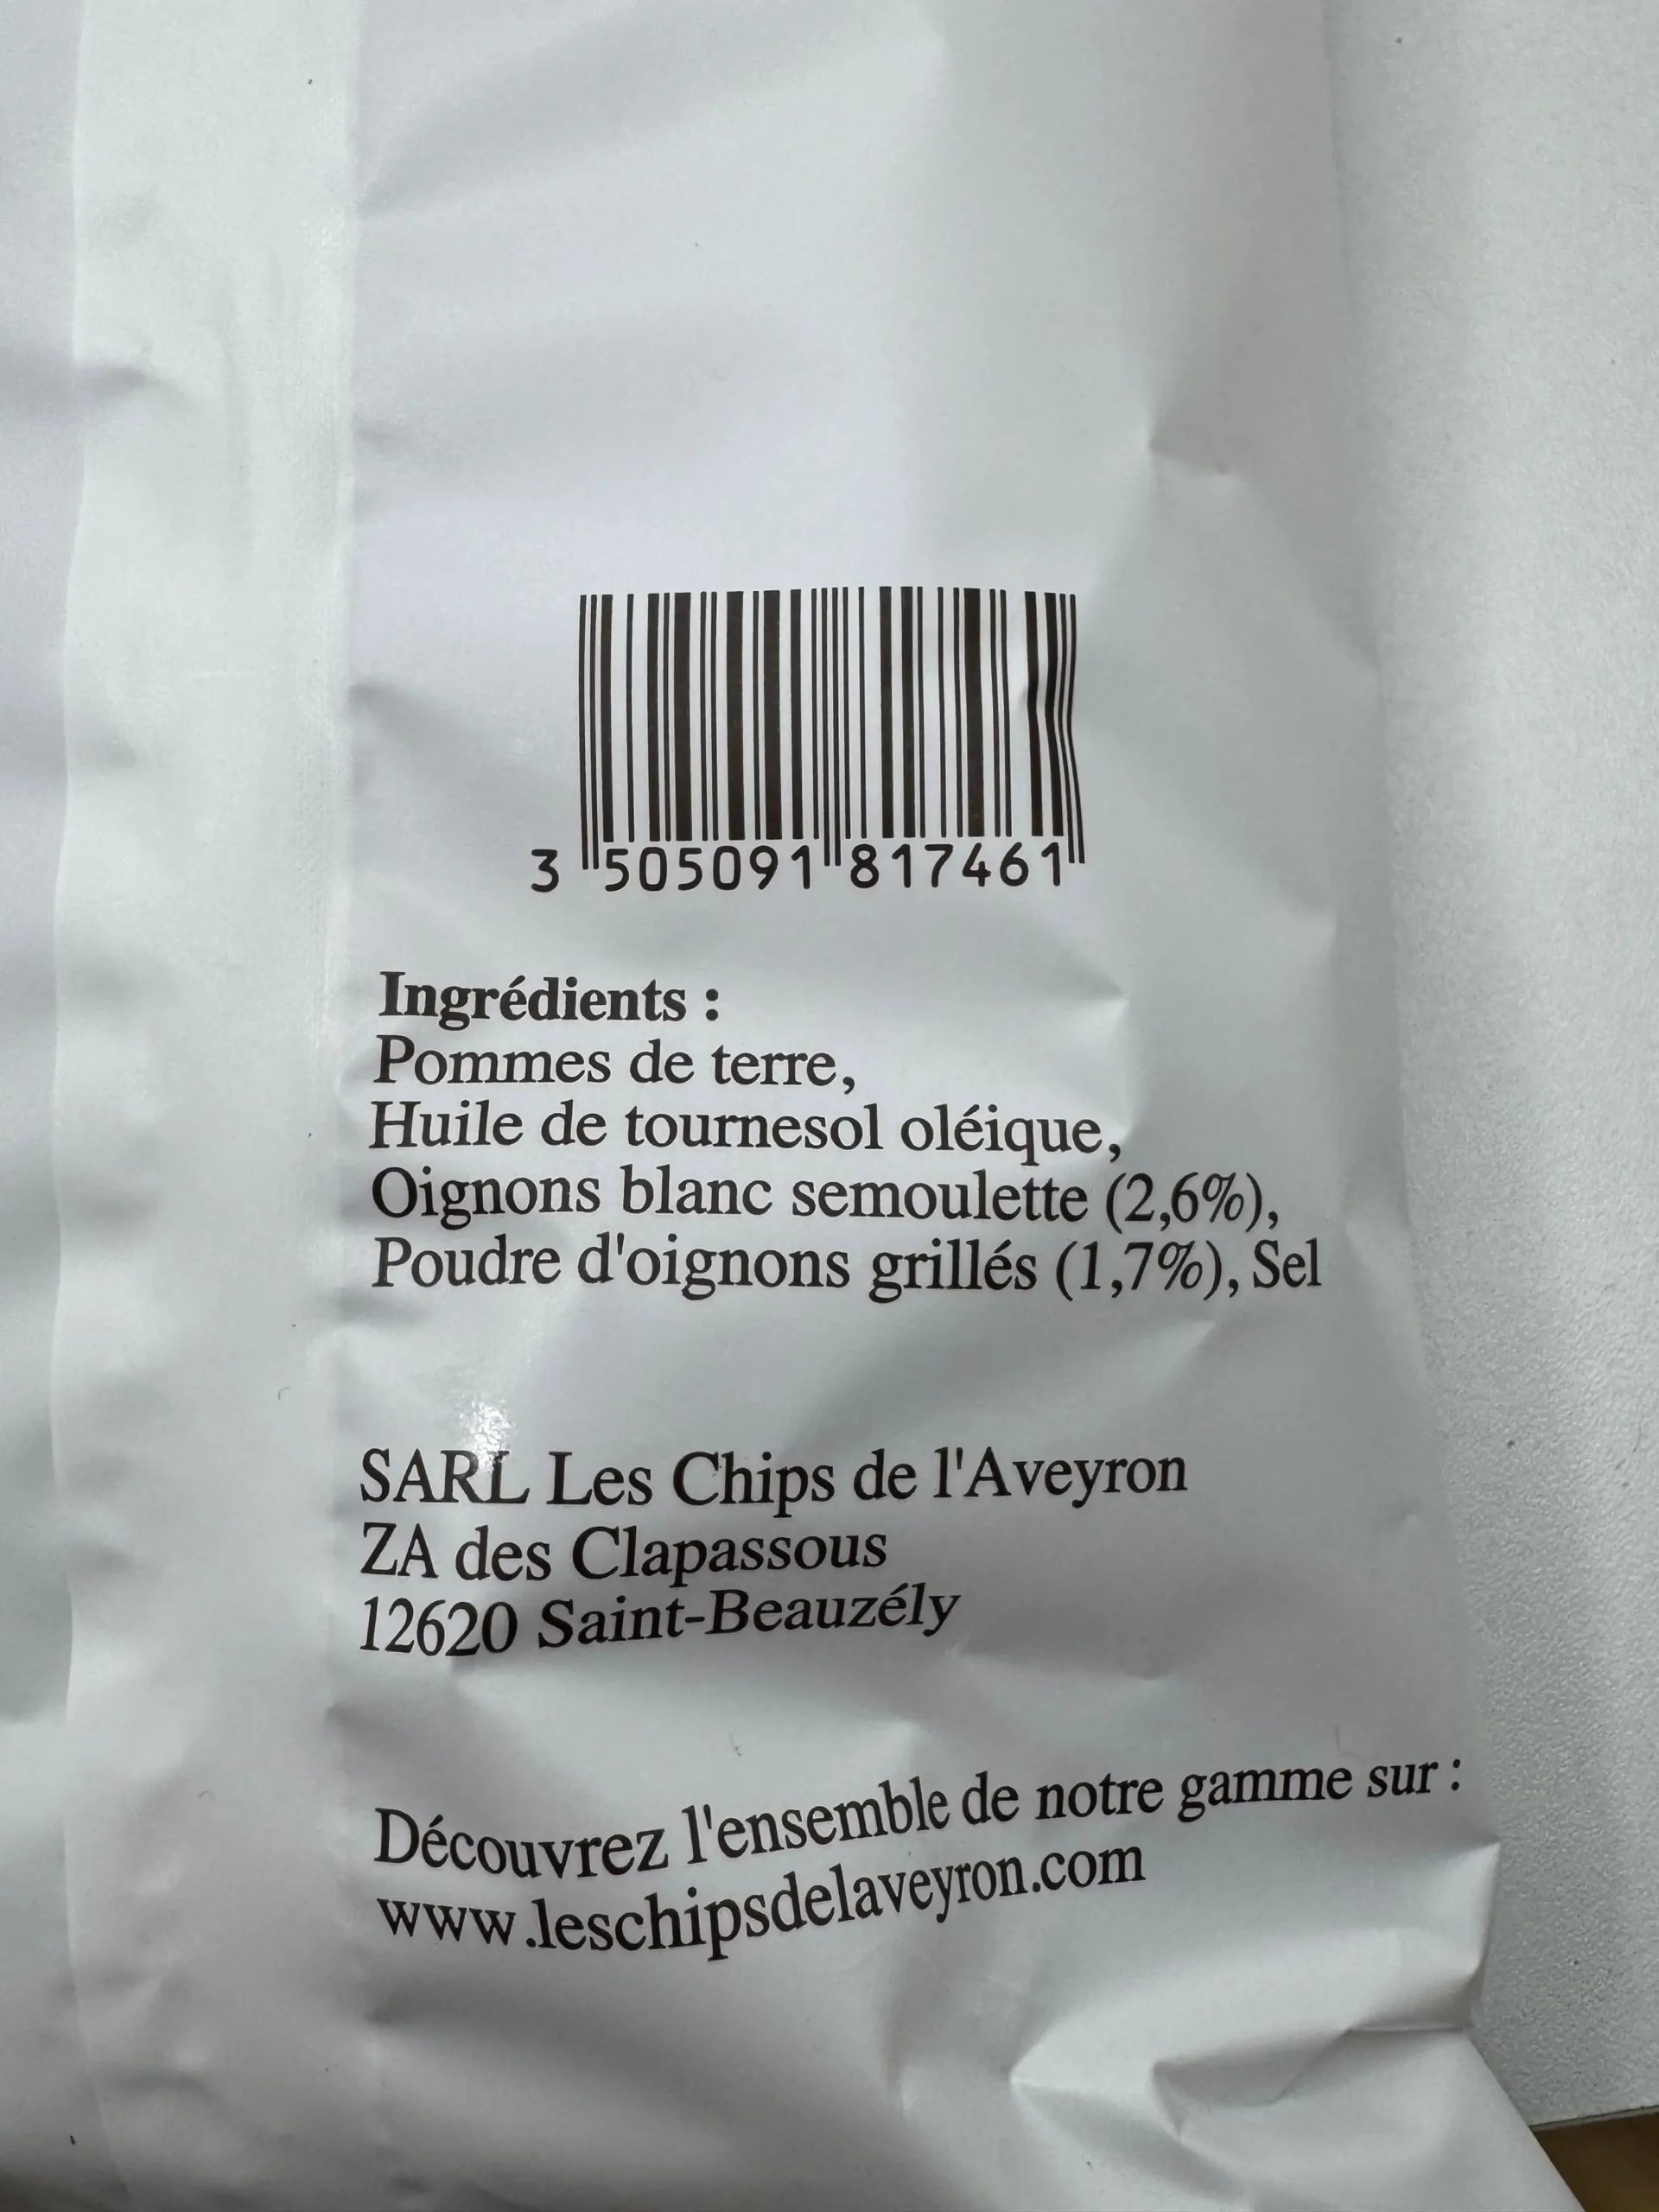 3 505091 817461
Ingrédients :
Pommes de terre,
Huile de tournesol oléique,
Oignons blanc semoulette (2,6%),
Poudre d'oignons grillés (1,7%), Sel
SARL Les Chips de l'Aveyron
ZA des Clapassous
12620 Saint-Beauzély
Découvrez l'ensemble de notre gamme sur :
www.leschipsdelaveyron.com